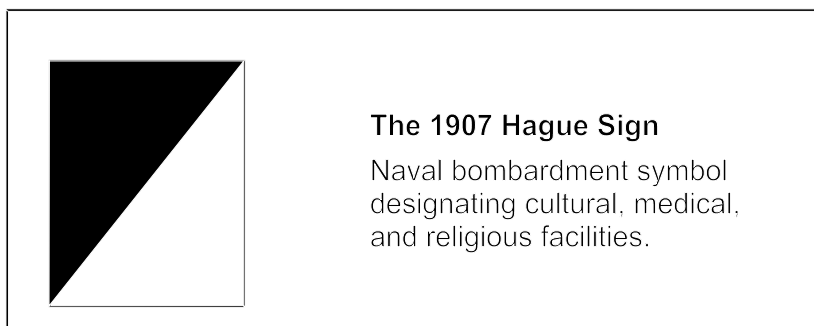 The 1907 Hague Sign
Naval bombardment symbol
designating cultural, medical,
and religious facilities.